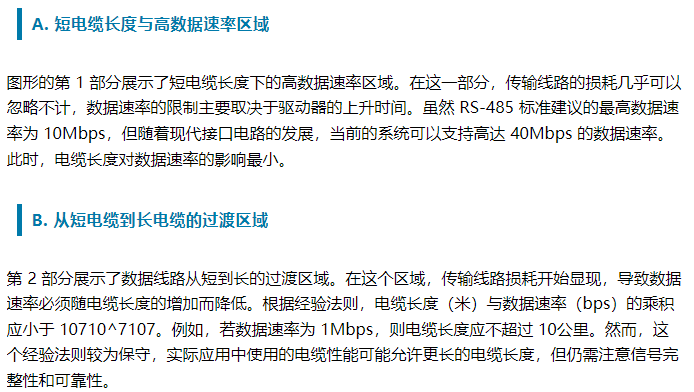 A. 短电缆长度与高数据速率区域
图形的第 1 部分展示了短电缆长度下的高数据速率区域。在这一部分，传输线路的损耗几乎可以
忽略不计，数据速率的限制主要取决于驱动器的上升时间。虽然 RS-485 标准建议的最高数据速
率为 10Mbps，但随着现代接口电路的发展，当前的系统可以支持高达 40Mbps 的数据速率。
此时，电缆长度对数据速率的影响最小。
B. 从短电缆到长电缆的过渡区域
第 2 部分展示了数据线路从短到长的过渡区域。在这个区域，传输线路损耗开始显现，导致数据
速率必须随电缆长度的增加而降低。根据经验法则，电缆长度（米）与数据速率（bps）的乘积
应小于 10710^7107。例如，若数据速率为 1Mbps，则电缆长度应不超过 10公里。然而，这
个经验法则较为保守，实际应用中使用的电缆性能可能允许更长的电缆长度，但仍需注意信号完
整性和可靠性。